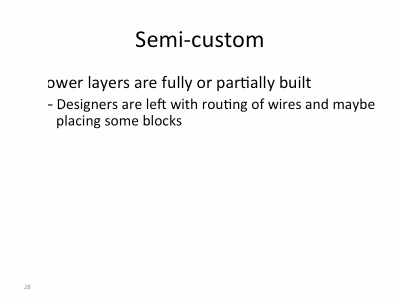 Semi-custom
ower layers are fully or partially built
– Designers are left with routing of wires and maybe
placing some blocks
28